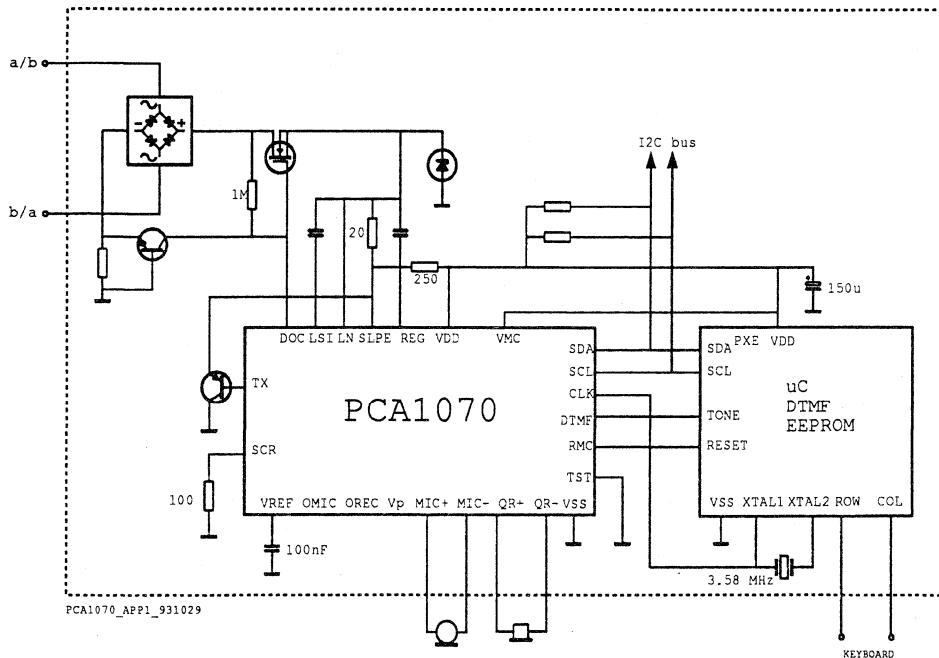 a/b
I2C bus
1M
b/a
20
250
150u
DOC LSI LN SLPE REG VDD VMC
SDA
SCL
CLK
DTMF
RMC
TST
TX
SCR
PCA1070
VREF OMIC OREC Vp MIC+ MIC- QR+ QR- VSS
SDA PXE VDD
SCL
uC
DTMF
EEPROM
TONE
RESET
VSS XTAL1 XTAL2 ROW COL
100
100nF
3.58 MHz
PCA1070_APP1_931029
KEYBOARD